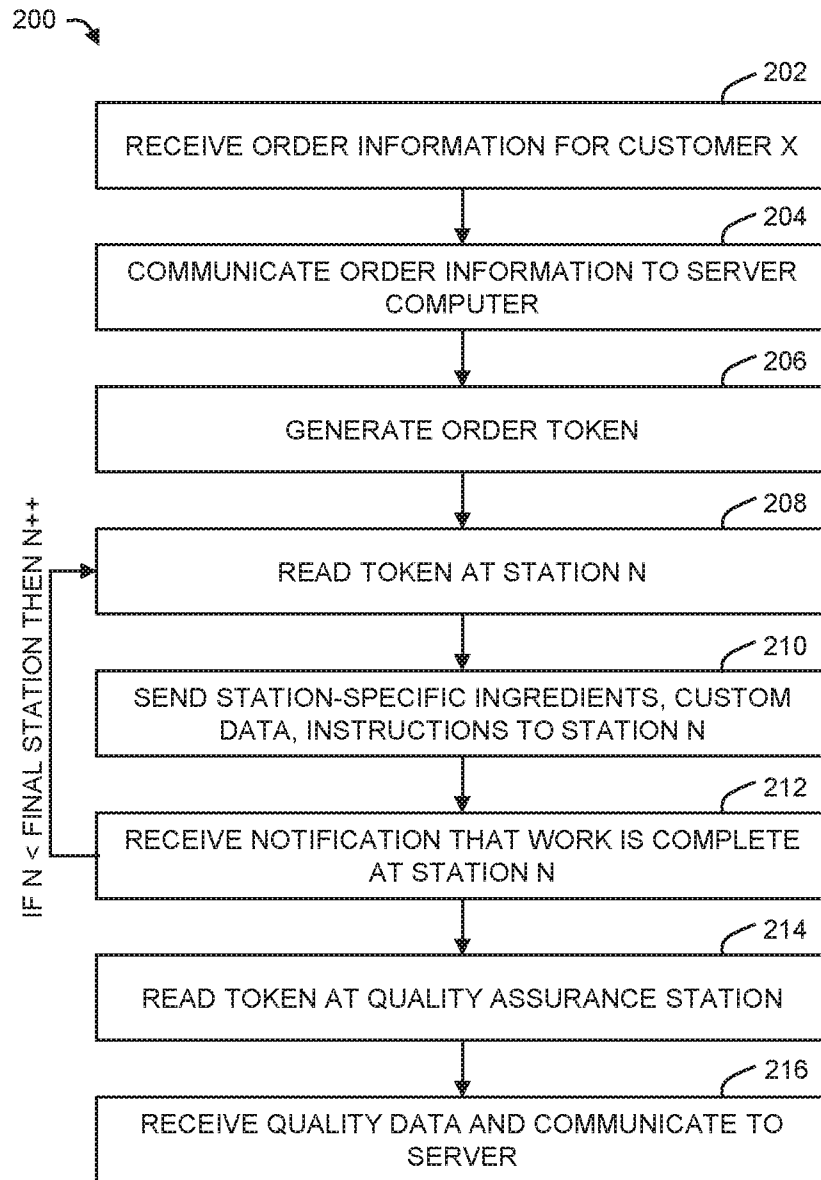 200
202
RECEIVE ORDER INFORMATION FOR CUSTOMER X
204
COMMUNICATE ORDER INFORMATION TO SERVER
COMPUTER
206
GENERATE ORDER TOKEN
208
READ TOKEN AT STATION N
IF N < FINAL STATION THEN N++
210
SEND STATION-SPECIFIC INGREDIENTS, CUSTOM
DATA, INSTRUCTIONS TO STATION N
212
RECEIVE NOTIFICATION THAT WORK IS COMPLETE
AT STATION N
214
READ TOKEN AT QUALITY ASSURANCE STATION
216
RECEIVE QUALITY DATA AND COMMUNICATE TO
SERVER